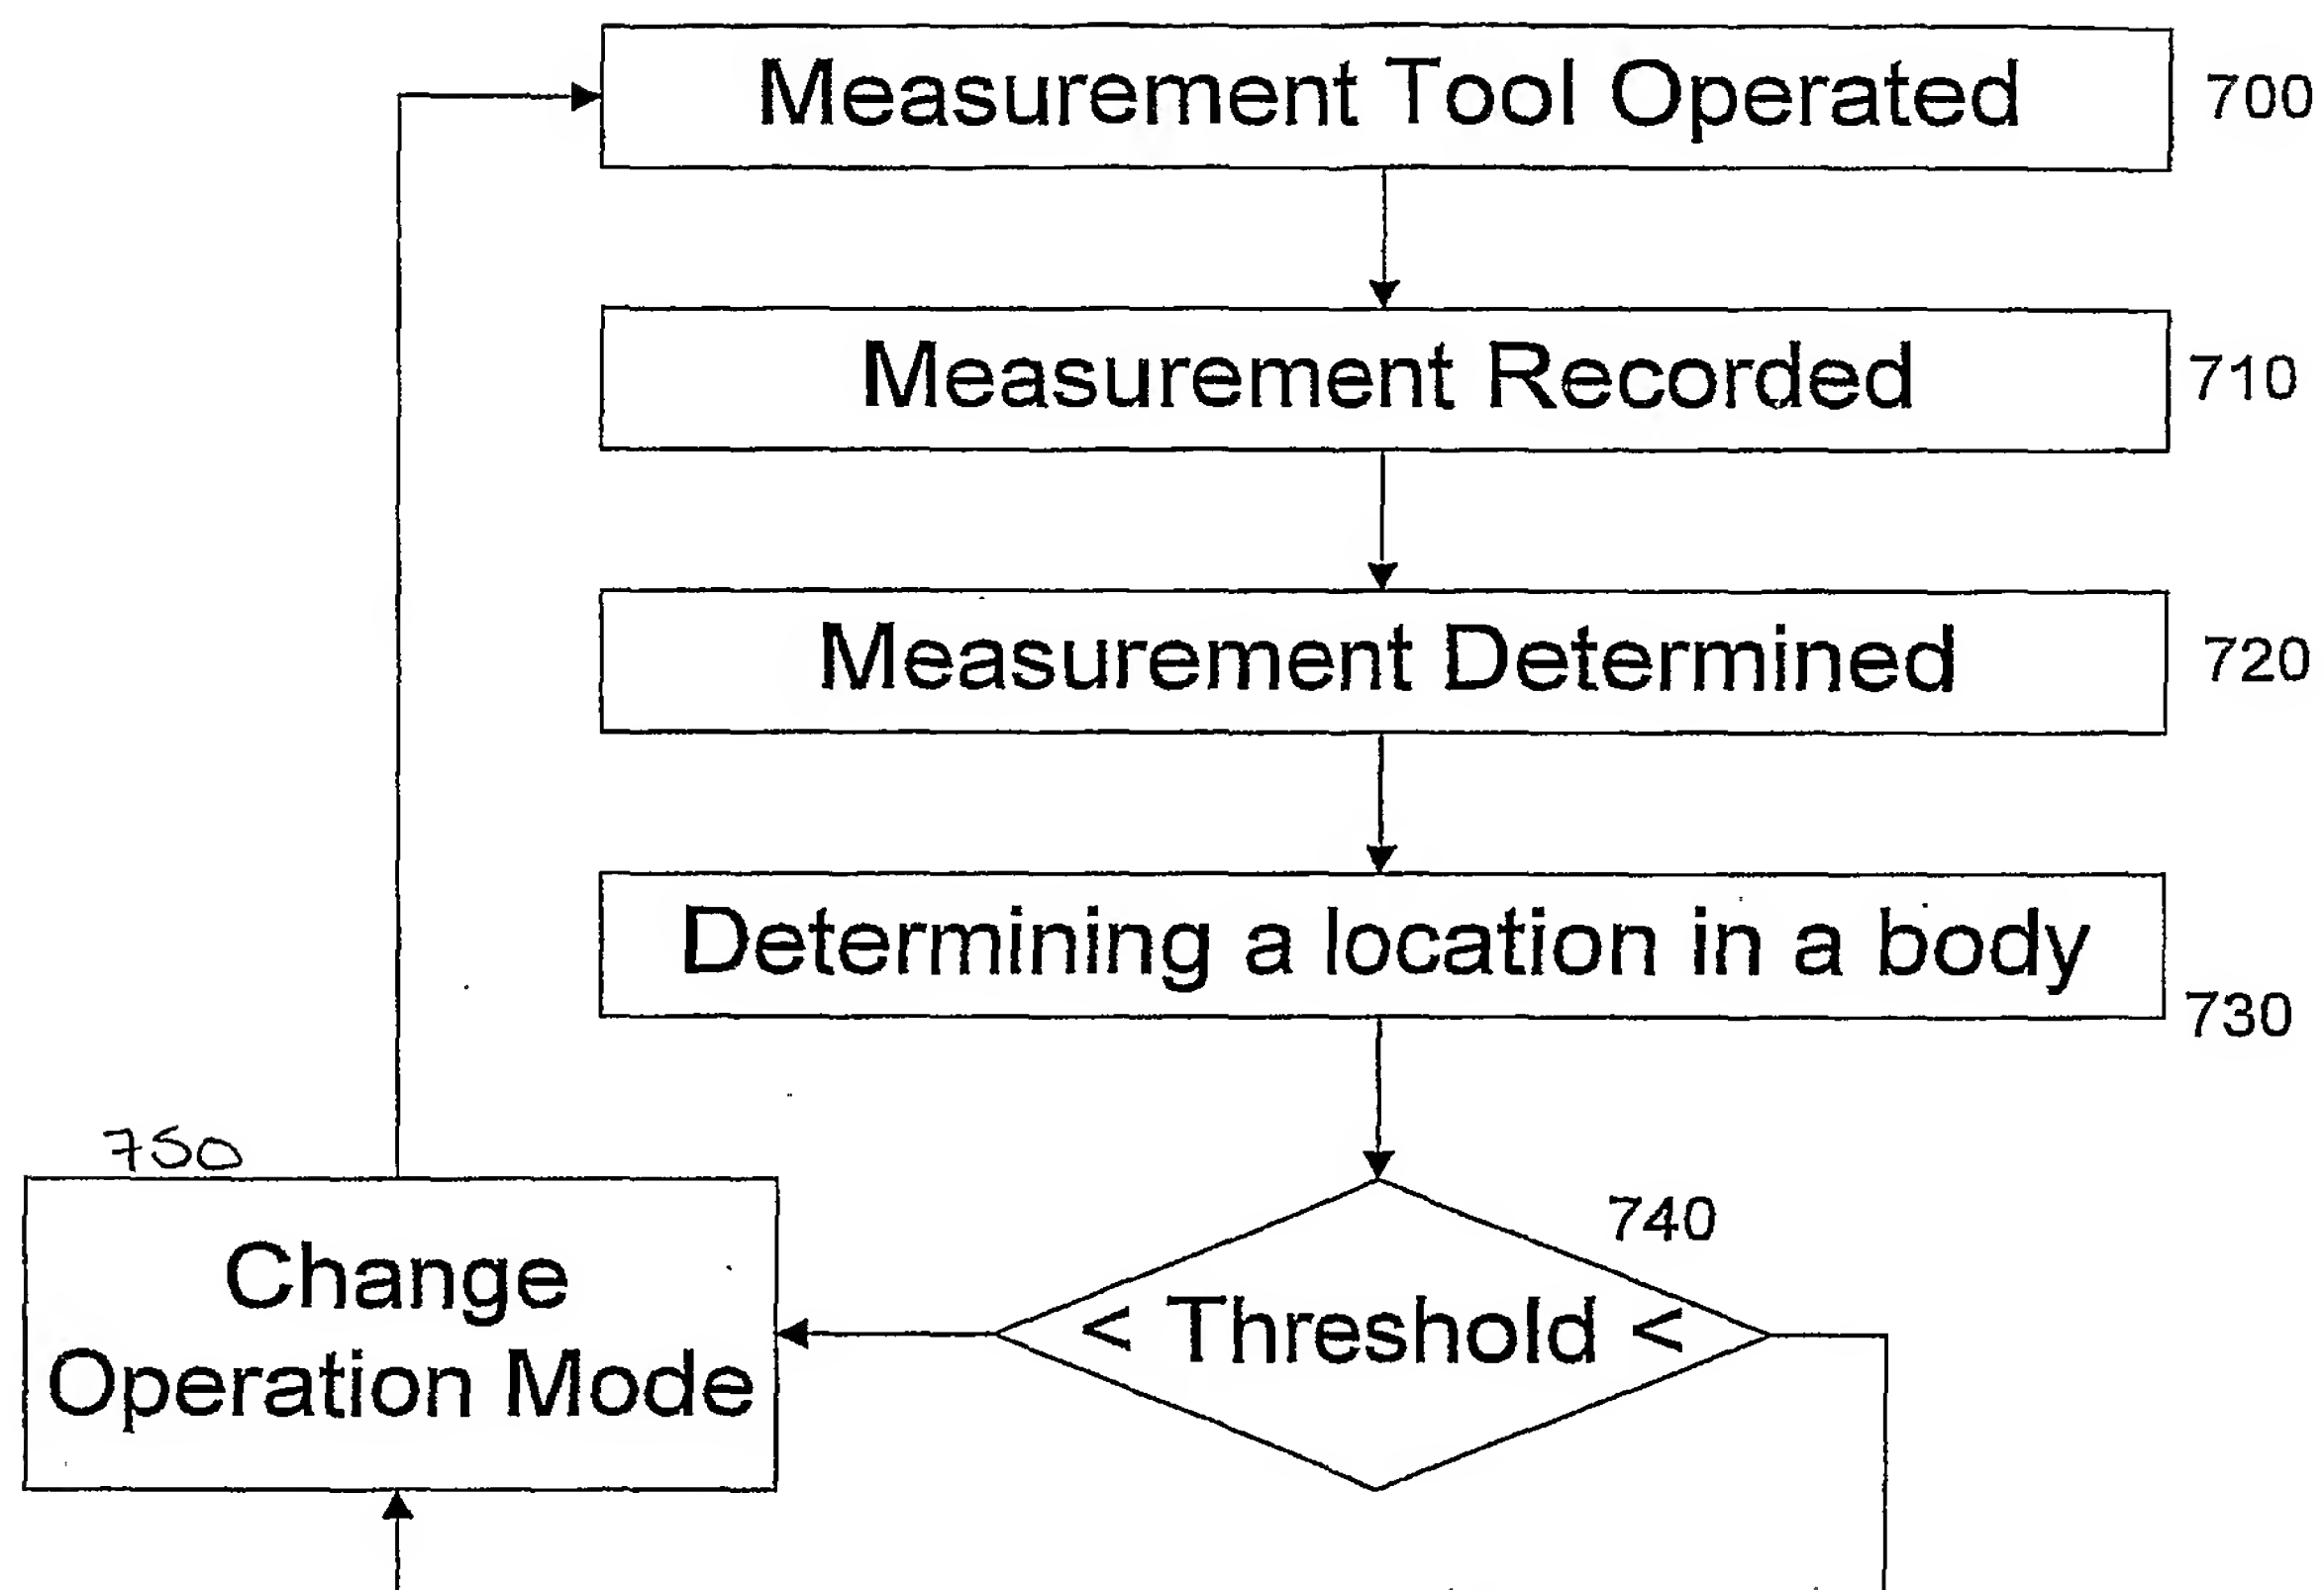 Measurement Tool Operated
700
Measurement Recorded
710
Measurement Determined
720
Determining a location in a body
730
750
Change
Operation Mode
740
< Threshold <